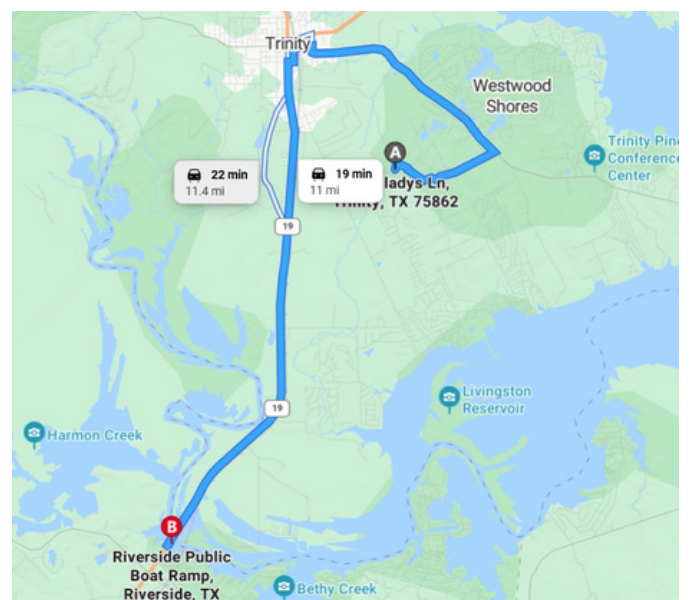 Trinity
Westwood
Shores
Trinity Pine
Conference
Center
A
ladys Ln,
Trinity, TX 75862
22 min
11.4 mi
19 min
11 mi
19
19
Livingston
Reservoir
Harmon Creek
B
Riverside Public
Boat Ramp,
Riverside, TX
Bethy Creek